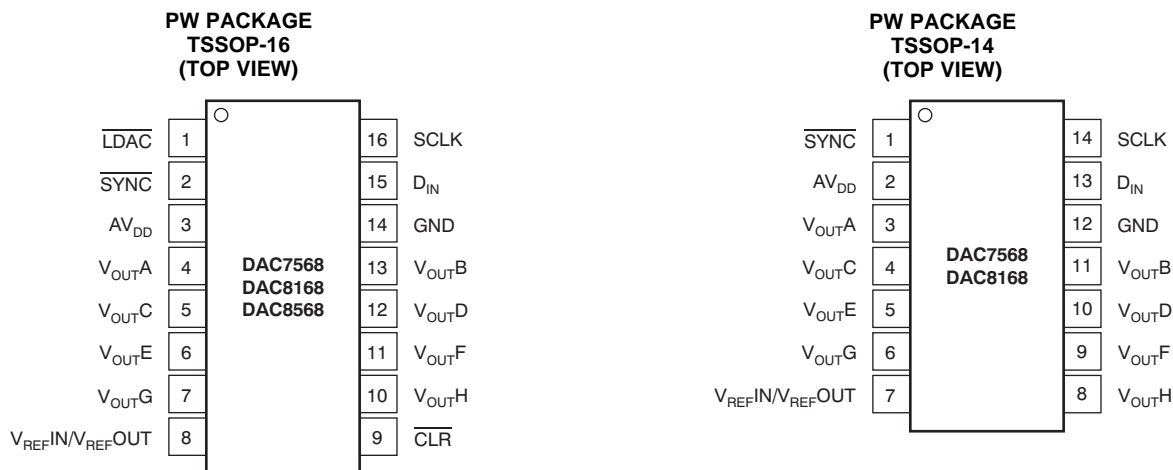 PW PACKAGE
TSSOP-16
(TOP VIEW)
LDAC 1 16 SCLK
SYNC 2 15 DIN
AVDD 3 14 GND
VOUTA 4 13 VOUTB
VOUTC 5 12 VOUTD
VOUTE 6 11 VOUTF
VOUTG 7 10 VOUTH
VREFIN/VREFOUT 8 9 CLR
DAC7568
DAC8168
DAC8568
PW PACKAGE
TSSOP-14
(TOP VIEW)
SYNC 1 14 SCLK
AVDD 2 13 DIN
VOUTA 3 12 GND
VOUTC 4 11 VOUTB
VOUTE 5 10 VOUTD
VOUTG 6 9 VOUTF
VREFIN/VREFOUT 7 8 VOUTH
DAC7568
DAC8168